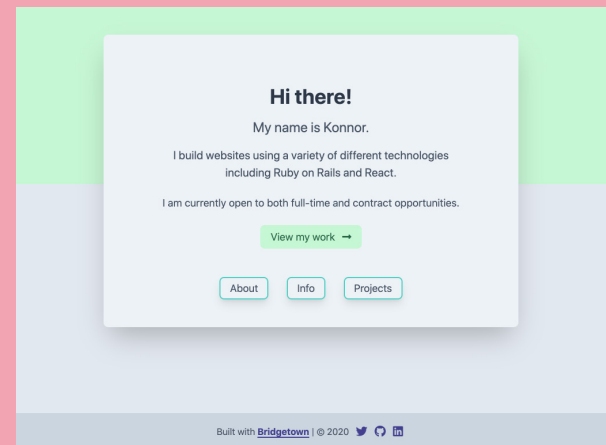 Hi there!
My name is Konnor.
I build websites using a variety of different technologies
including Ruby on Rails and React.
I am currently open to both full-time and contract opportunities.
View my work →
About Info Projects
Built with Bridgetown | © 2020